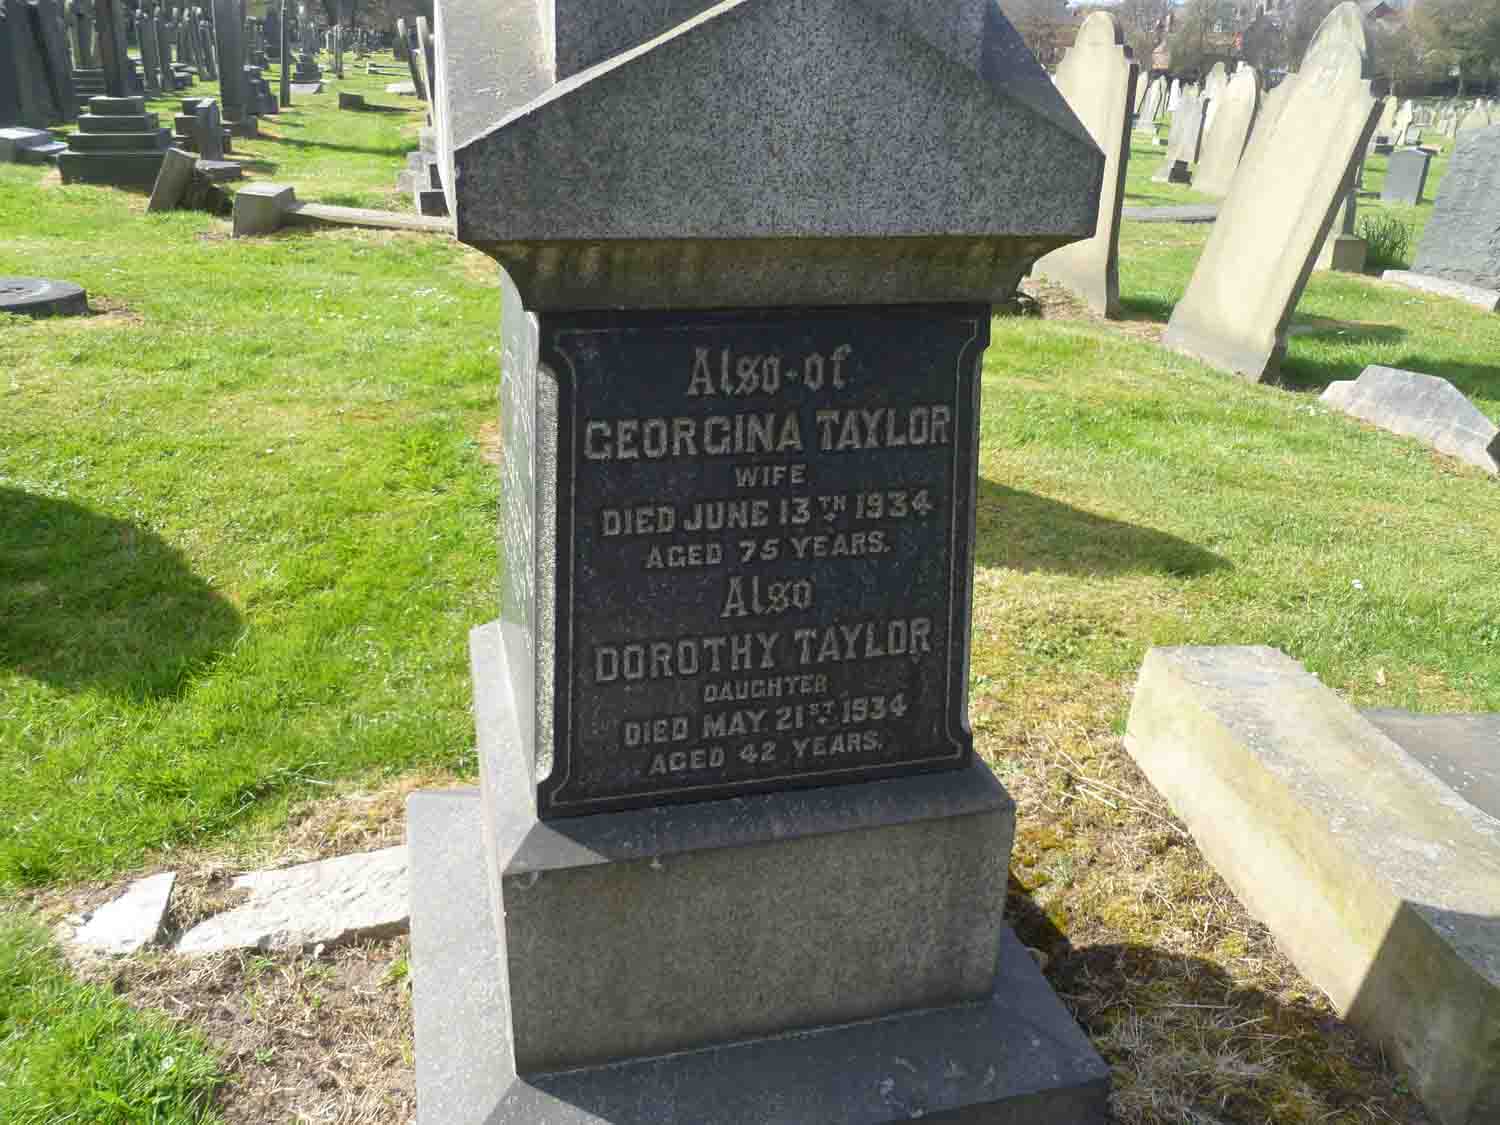 Also-of
GEORGINA TAYLOR
WIFE
DIED JUNE 13TH 1934
AGED 75 YEARS.
Also
DOROTHY TAYLOR
DAUGHTER
DIED MAY. 21ST 1934
AGED 42 YEARS.